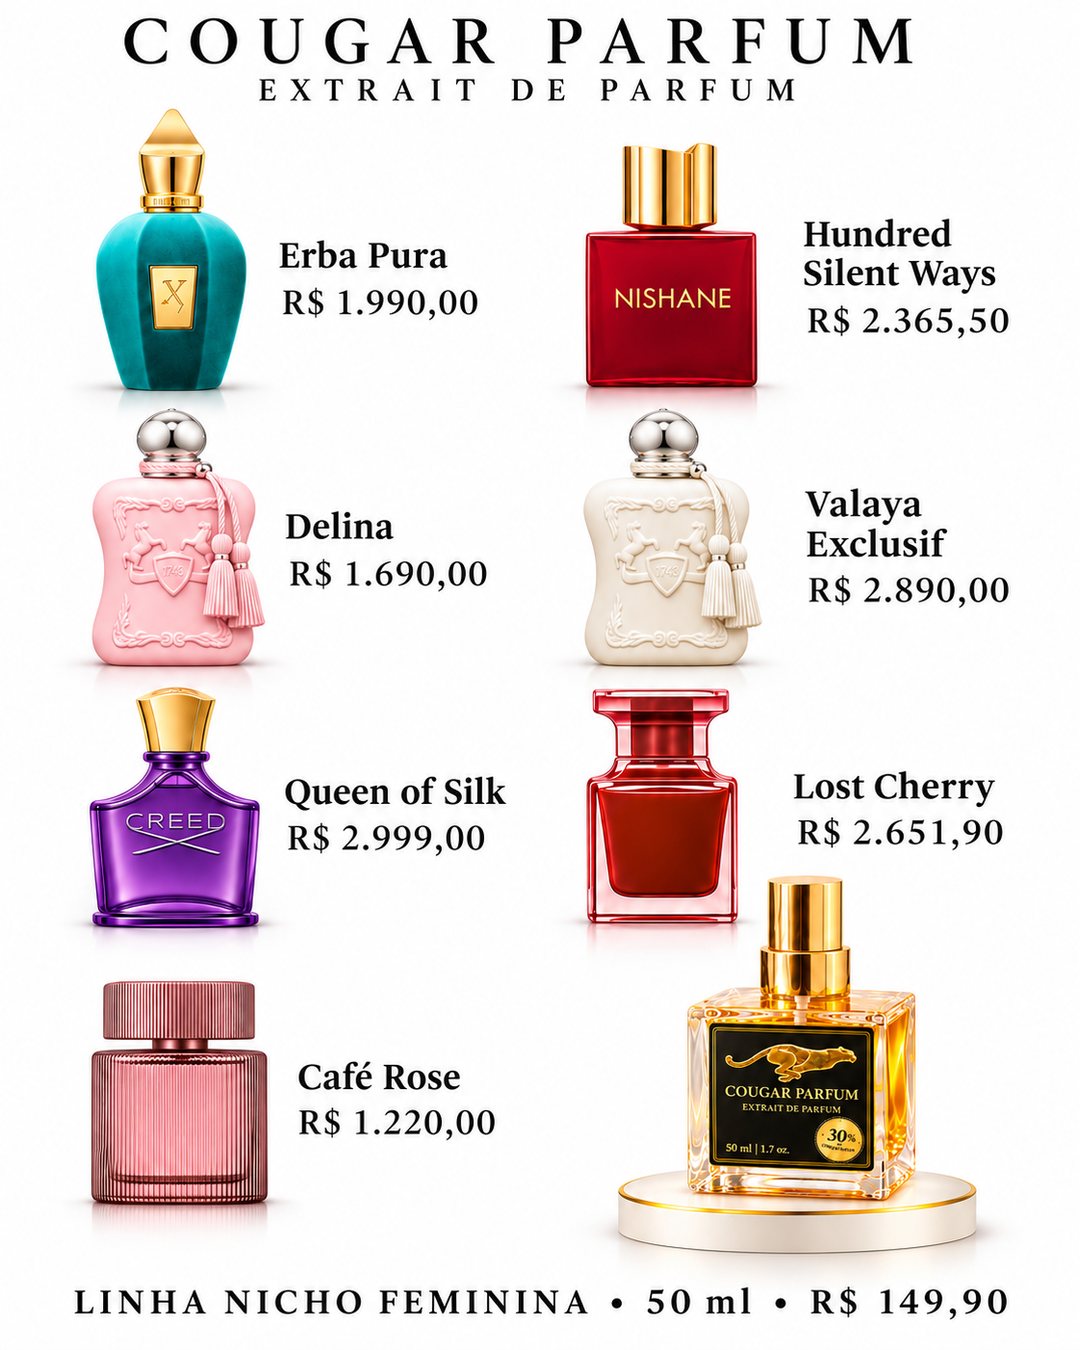 COUGAR PARFUM
EXTRAIT DE PARFUM
Erba Pura
R$ 1.990,00
Hundred
Silent Ways
R$ 2.365,50
NISHANE
Delina
R$ 1.690,00
1743
Valaya
Exclusif
R$ 2.890,00
1743
Queen of Silk
R$ 2.999,00
CREED
Lost Cherry
R$ 2.651,90
Café Rose
R$ 1.220,00
COUGAR PARFUM
EXTRAIT DE PARFUM
50 ml | 1.7 oz.
30%
LINHA NICHO FEMININA • 50 ml • R$ 149,90